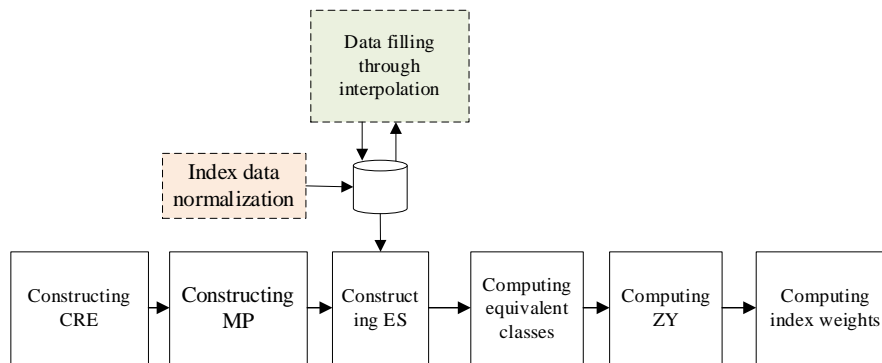 Data filling
through
interpolation
Index data
normalization
Constructing
CRE
Constructing
MP
Construct
ing ES
Computing
equivalent
classes
Computing
ZY
Computing
index weights